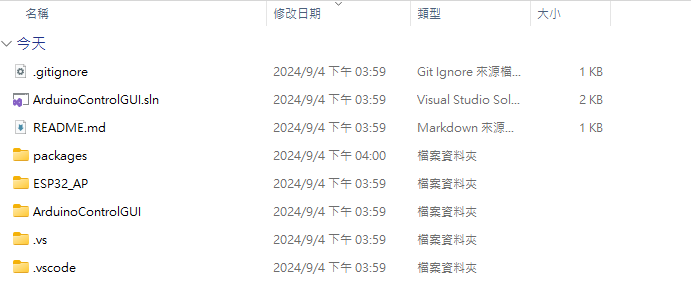 名稱 修改日期 類型 大小
今天
.gitignore 2024/9/4 下午 03:59 Git Ignore 來源檔... 1 KB
ArduinoControlGUI.sln 2024/9/4 下午 03:59 Visual Studio Sol... 2 KB
README.md 2024/9/4 下午 03:59 Markdown 來源... 1 KB
packages 2024/9/4 下午 04:00 檔案資料夾
ESP32_AP 2024/9/4 下午 03:59 檔案資料夾
ArduinoControlGUI 2024/9/4 下午 03:59 檔案資料夾
.vs 2024/9/4 下午 03:59 檔案資料夾
.vscode 2024/9/4 下午 03:59 檔案資料夾